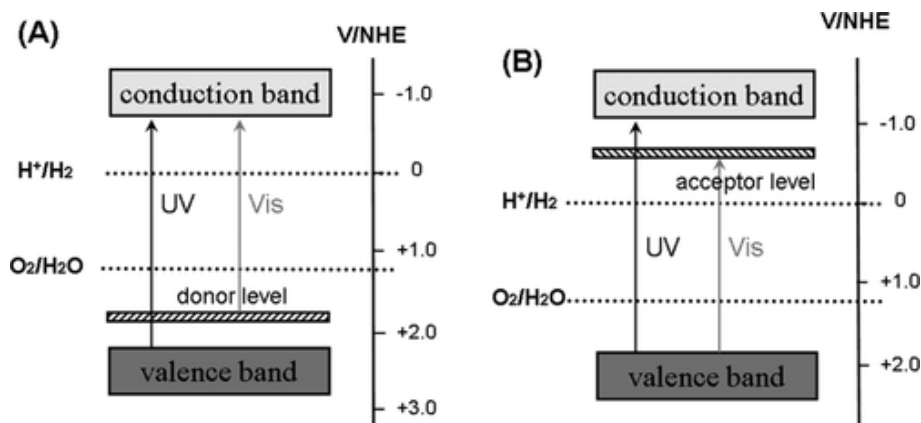 (A)
V/NHE
conduction band
-1.0
H⁺/H₂
0
UV
Vis
+1.0
O₂/H₂O
donor level
+2.0
valence band
+3.0
(B)
V/NHE
conduction band
-1.0
acceptor level
H⁺/H₂
0
UV
Vis
+1.0
O₂/H₂O
+2.0
valence band